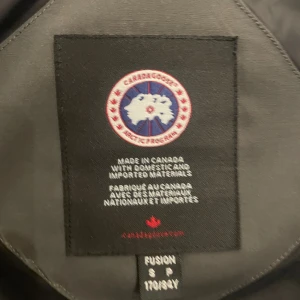 CANADA GOOSE
ARCTIC PROGRAM
MADE IN CANADA
WITH DOMESTIC AND
IMPORTED MATERIALS
FABRIQUÉ AU CANADA
AVEC DES MATERIAUX
NATIONAUX ET IMPORTÉS
FUSION
S P
170/84Y